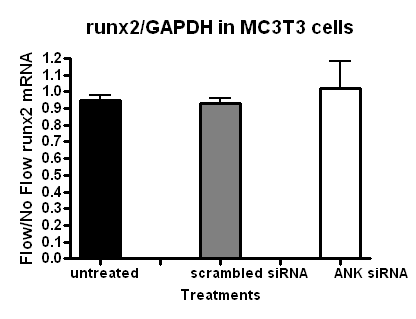 runx2/GAPDH in MC3T3 cells
Flow/No Flow runx2 mRNA
1.2
1.1
1.0
0.9
0.8
0.7
0.6
0.5
0.4
0.3
0.2
0.1
0.0
untreated
scrambled siRNA
ANK siRNA
Treatments